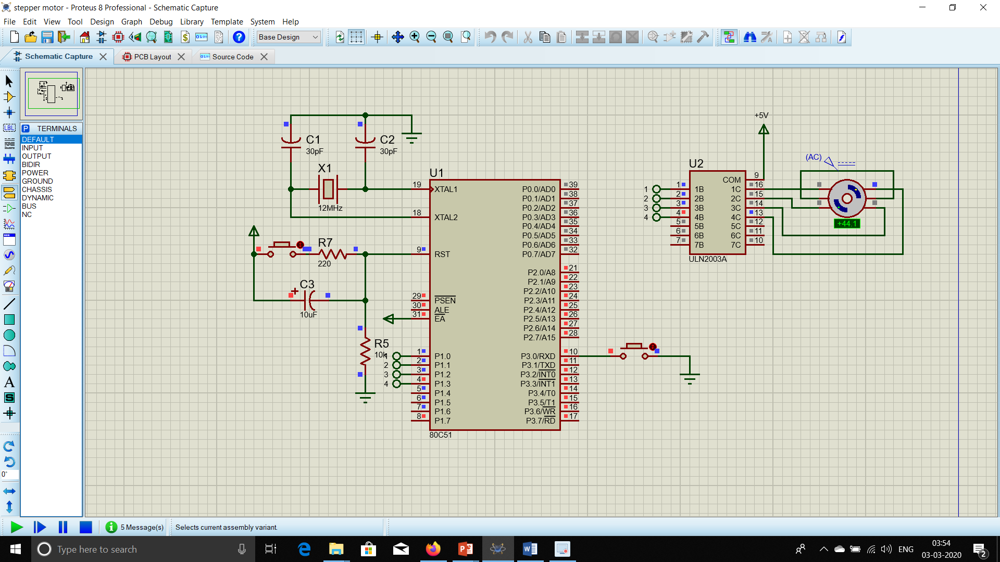 stepper motor - Proteus 8 Professional - Schematic Capture
File Edit View Tool Design Graph Debug Library Template System Help
$ 0101 ? Base Design
Schematic Capture PCB Layout 0101 Source Code
LBL
P TERMINALS
DEFAULT
INPUT
OUTPUT
BIDIR
POWER
GROUND
CHASSIS
DYNAMIC
BUS
NC
A
S
0°
C1
30pF
C2
30pF
X1
12MHz
R7
220
C3
+
10uF
R5
10k
1
2
3
4
U1
19 XTAL1
18 XTAL2
9 RST
29 PSEN
30 ALE
31 EA
1 P1.0
2 P1.1
3 P1.2
4 P1.3
5 P1.4
6 P1.5
7 P1.6
8 P1.7
P0.0/AD0 39
P0.1/AD1 38
P0.2/AD2 37
P0.3/AD3 36
P0.4/AD4 35
P0.5/AD5 34
P0.6/AD6 33
P0.7/AD7 32
P2.0/A8 21
P2.1/A9 22
P2.2/A10 23
P2.3/A11 24
P2.4/A12 25
P2.5/A13 26
P2.6/A14 27
P2.7/A15 28
P3.0/RXD 10
P3.1/TXD 11
P3.2/INT0 12
P3.3/INT1 13
P3.4/T0 14
P3.5/T1 15
P3.6/WR 16
P3.7/RD 17
80C51
+5V
U2
COM 9
1 1 1B 1C 16
2 2 2B 2C 15
3 3 3B 3C 14
4 4 4B 4C 13
5 5B 5C 12
6 6B 6C 11
7 7B 7C 10
ULN2003A
(AC)
+44.1
5 Message(s) Selects current assembly variant.
Type here to search
ENG
03:54
03-03-2020
2